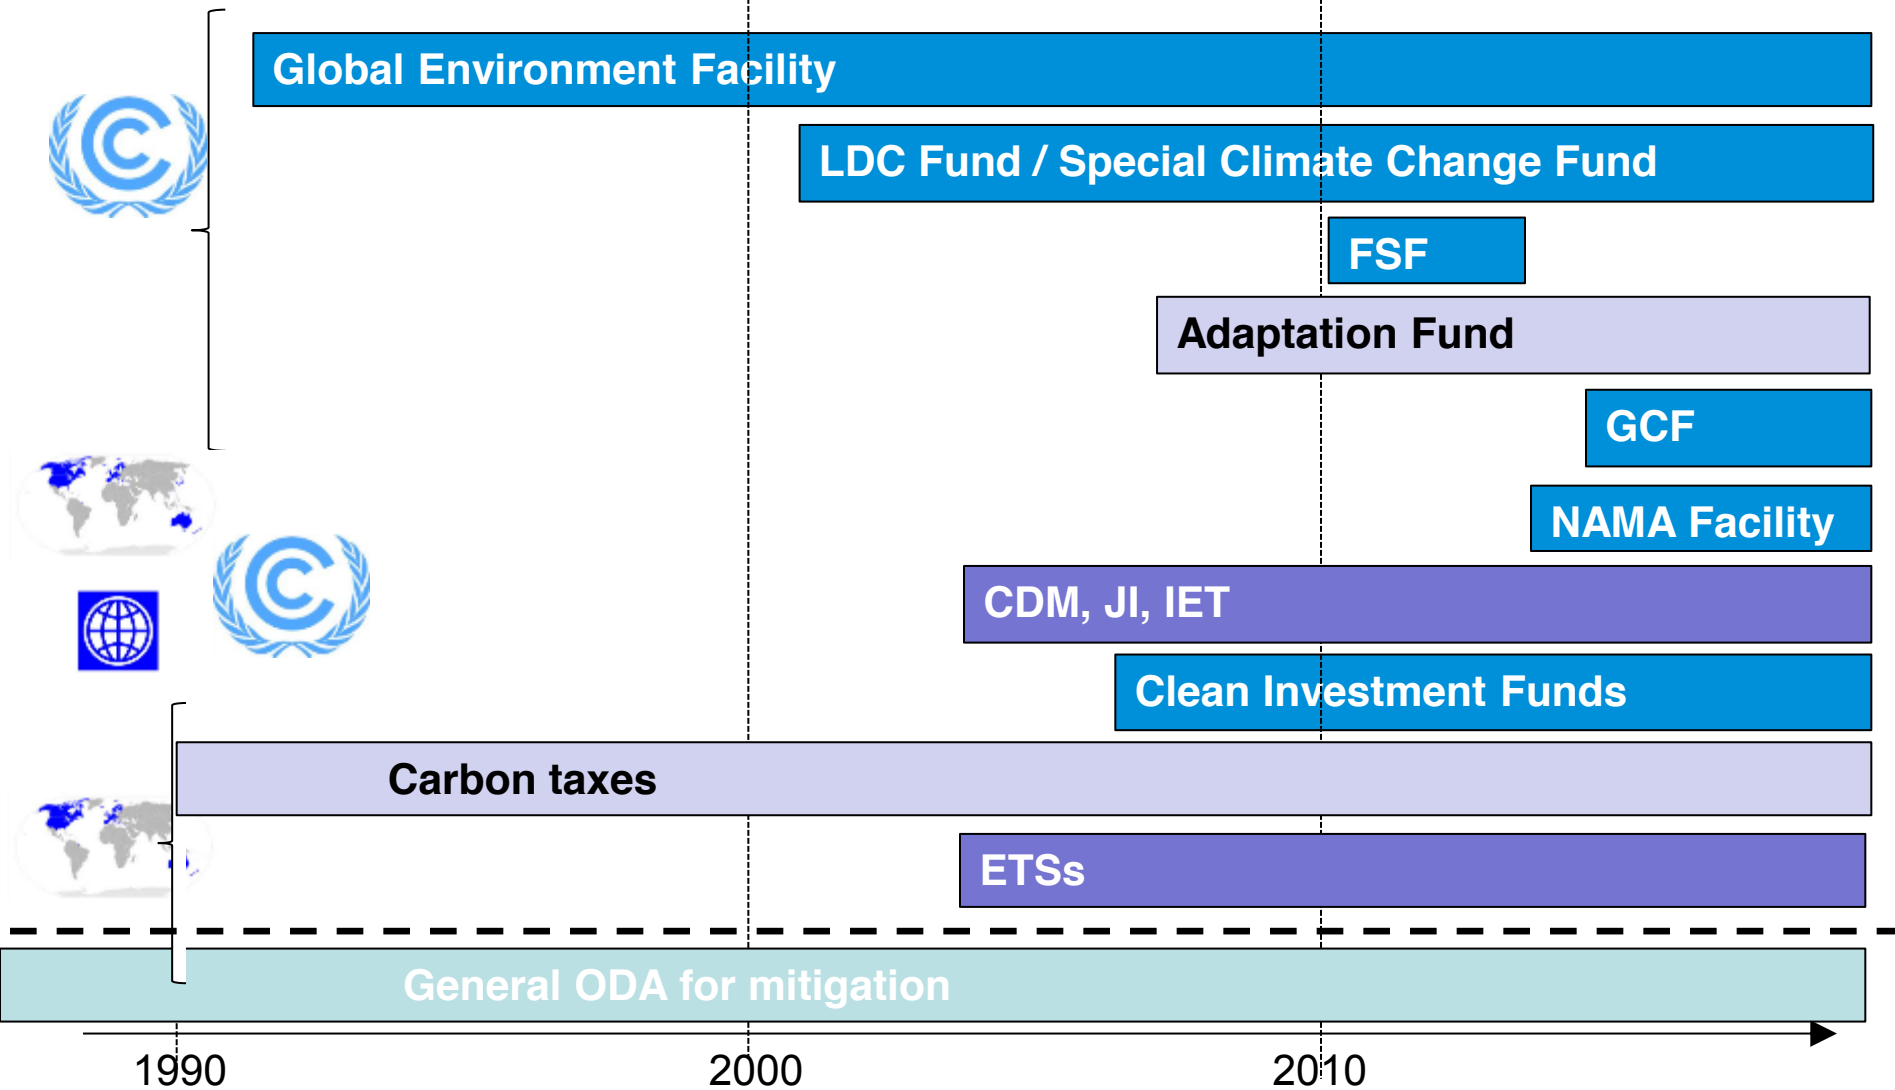 Global Environment Facility
LDC Fund / Special Climate Change Fund
FSF
Adaptation Fund
GCF
NAMA Facility
CDM, JI, IET
Clean Investment Funds
Carbon taxes
ETSs
General ODA for mitigation
1990 2000 2010